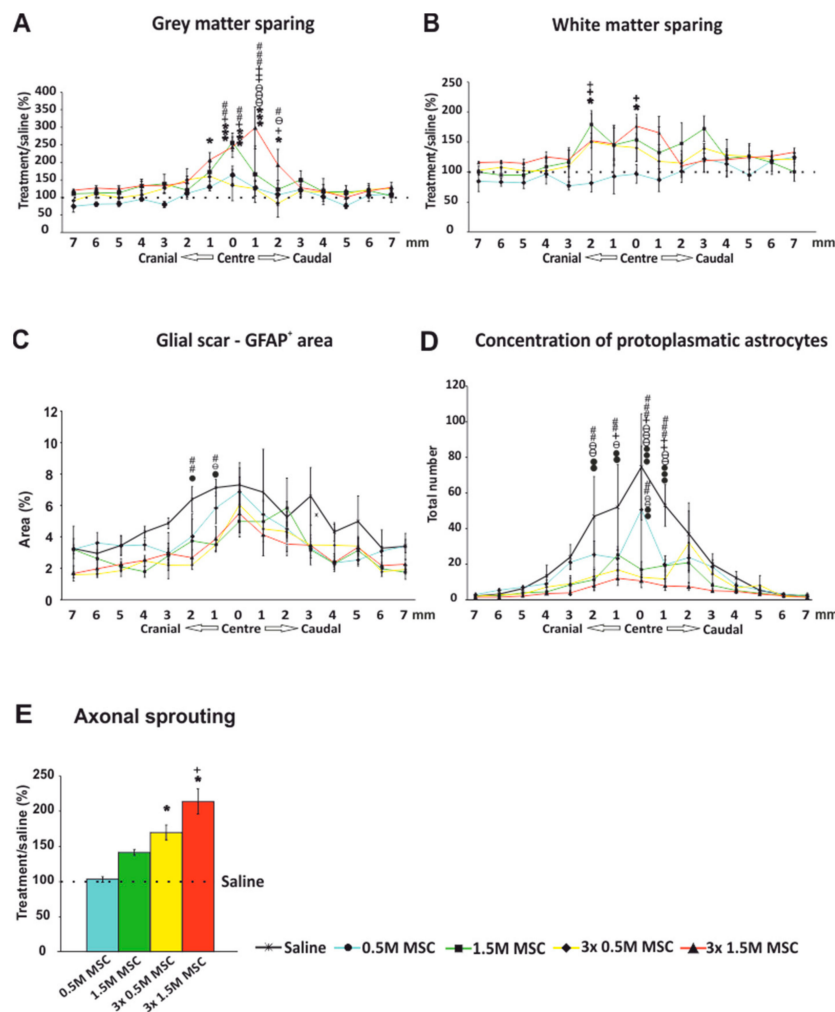 A Grey matter sparing
Treatment/saline (%)
400
350
300
250
200
150
100
50
0
7 6 5 4 3 2 1 0 1 2 3 4 5 6 7 mm
Cranial Centre Caudal
B White matter sparing
Treatment/saline (%)
250
200
150
100
50
0
7 6 5 4 3 2 1 0 1 2 3 4 5 6 7 mm
Cranial Centre Caudal
C Glial scar - GFAP+ area
Area (%)
12
10
8
6
4
2
0
7 6 5 4 3 2 1 0 1 2 3 4 5 6 7 mm
Cranial Centre Caudal
D Concentration of protoplasmatic astrocytes
Total number
120
100
80
60
40
20
0
7 6 5 4 3 2 1 0 1 2 3 4 5 6 7 mm
Cranial Centre Caudal
E Axonal sprouting
Treatment/saline (%)
250
200
150
100
50
0
Saline
0.5M MSC
1.5M MSC
3x 0.5M MSC
3x 1.5M MSC
Saline 0.5M MSC 1.5M MSC 3x 0.5M MSC 3x 1.5M MSC